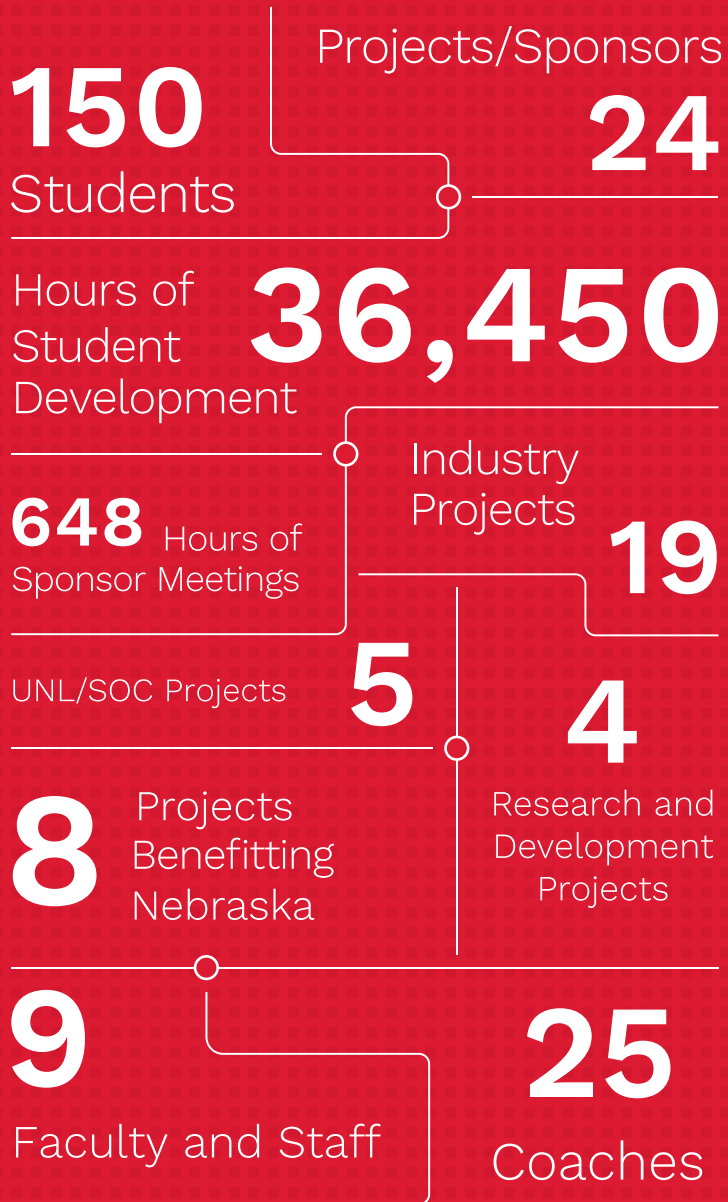 150
Students
Projects/Sponsors
24
Hours of
Student
Development
36,450
648 Hours of
Sponsor Meetings
Industry
Projects
19
UNL/SOC Projects
5
4
Research and
Development
Projects
8
Projects
Benefitting
Nebraska
9
Faculty and Staff
25
Coaches